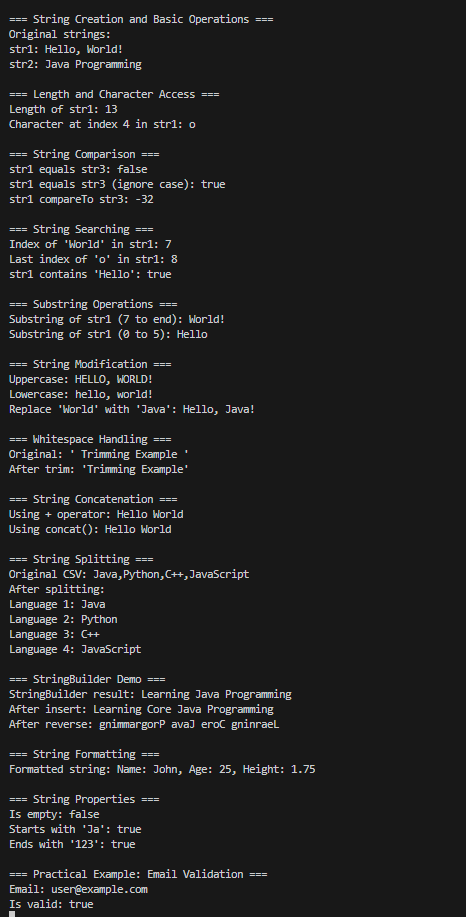 === String Creation and Basic Operations ===
Original strings:
str1: Hello, World!
str2: Java Programming
=== Length and Character Access ===
Length of str1: 13
Character at index 4 in str1: o
=== String Comparison ===
str1 equals str3: false
str1 equals str3 (ignore case): true
str1 compareTo str3: -32
=== String Searching ===
Index of 'World' in str1: 7
Last index of 'o' in str1: 8
str1 contains 'Hello': true
=== Substring Operations ===
Substring of str1 (7 to end): World!
Substring of str1 (0 to 5): Hello
=== String Modification ===
Uppercase: HELLO, WORLD!
Lowercase: hello, world!
Replace 'World' with 'Java': Hello, Java!
=== Whitespace Handling ===
Original: ' Trimming Example '
After trim: 'Trimming Example'
=== String Concatenation ===
Using + operator: Hello World
Using concat(): Hello World
=== String Splitting ===
Original CSV: Java,Python,C++,JavaScript
After splitting:
Language 1: Java
Language 2: Python
Language 3: C++
Language 4: JavaScript
=== StringBuilder Demo ===
StringBuilder result: Learning Java Programming
After insert: Learning Core Java Programming
After reverse: gnimmargorP avaJ eroC gninraeL
=== String Formatting ===
Formatted string: Name: John, Age: 25, Height: 1.75
=== String Properties ===
Is empty: false
Starts with 'Ja': true
Ends with '123': true
=== Practical Example: Email Validation ===
Email: user@example.com
Is valid: true